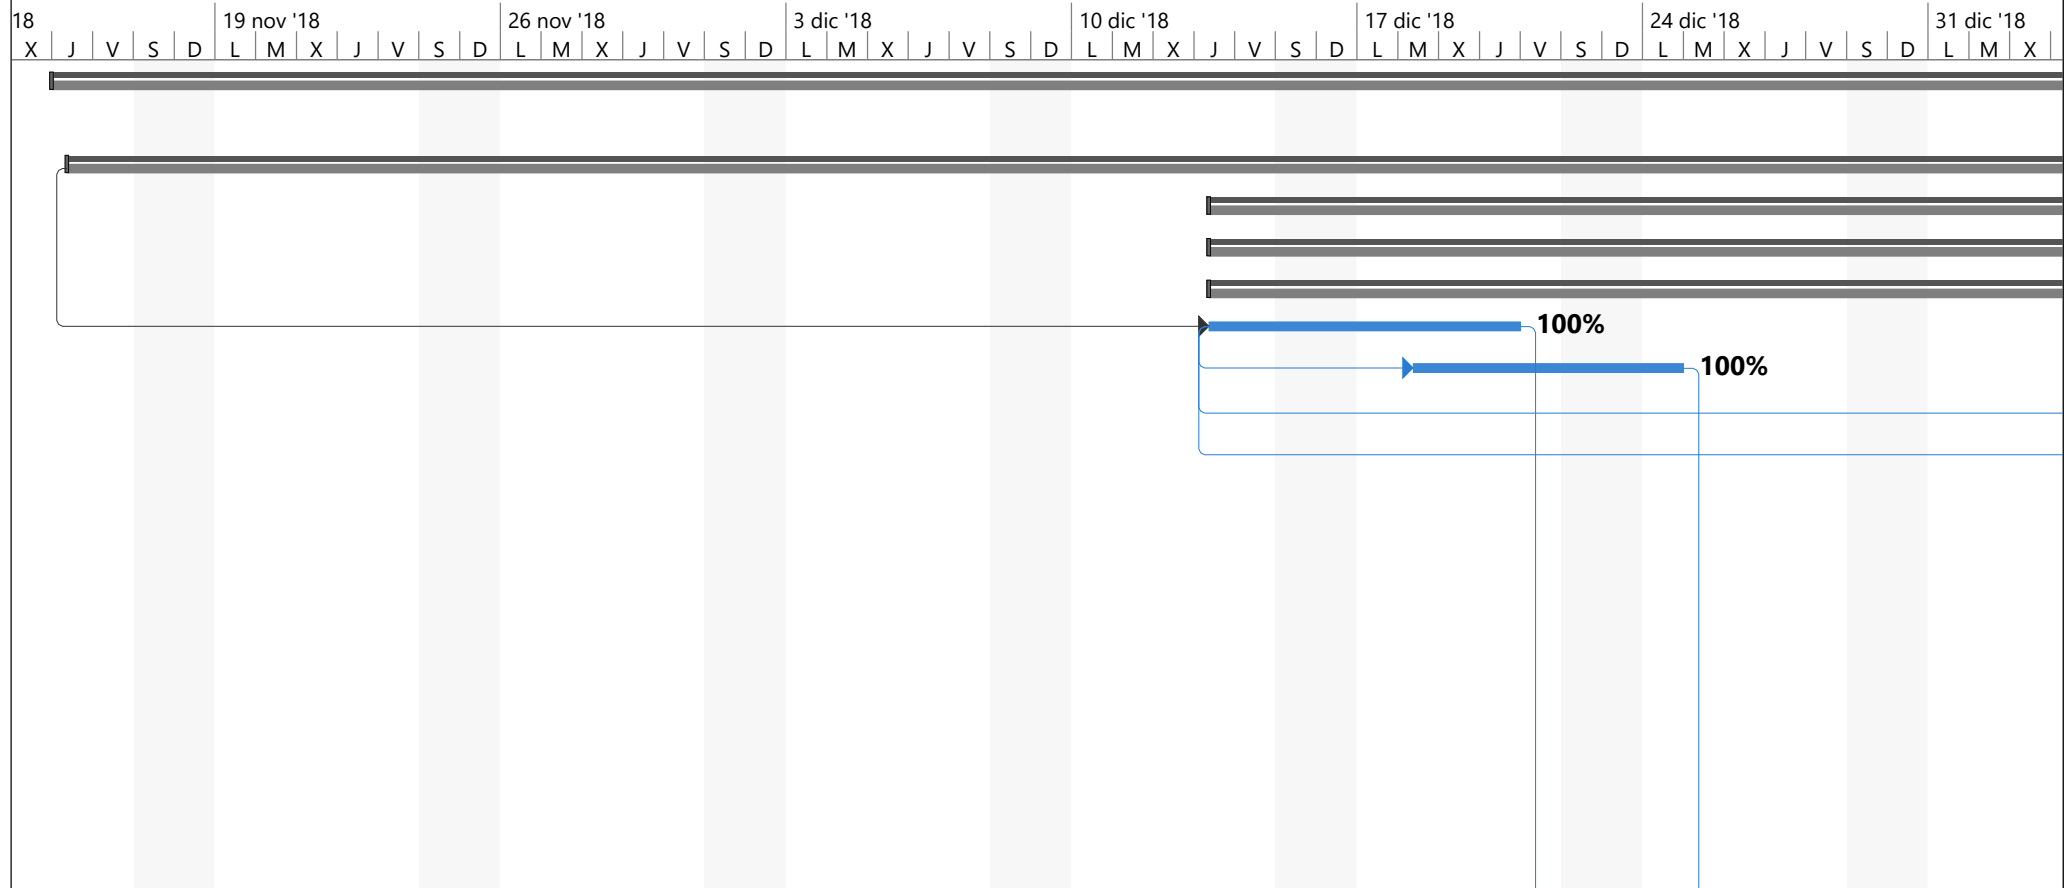 18 19 nov '18 26 nov '18 3 dic '18 10 dic '18 17 dic '18 24 dic '18 31 dic '18
X J V S D L M X J V S D L M X J V S D L M X J V S D L M X J V S D L M X J V S D L M X J V S D L M X
100%
100%